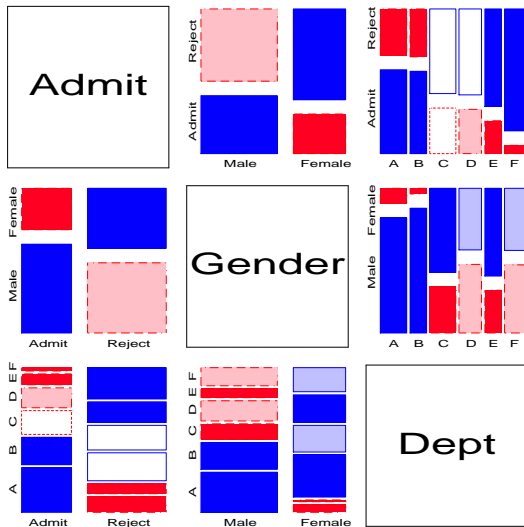 Admit
Reject
Admit
Male
Female
Reject
Admit
A B C D E F
Female
Male
Admit
Reject
Gender
Female
Male
A B C D E F
F
E
D
C
B
A
Admit
Reject
F
E
D
C
B
A
Male
Female
Dept